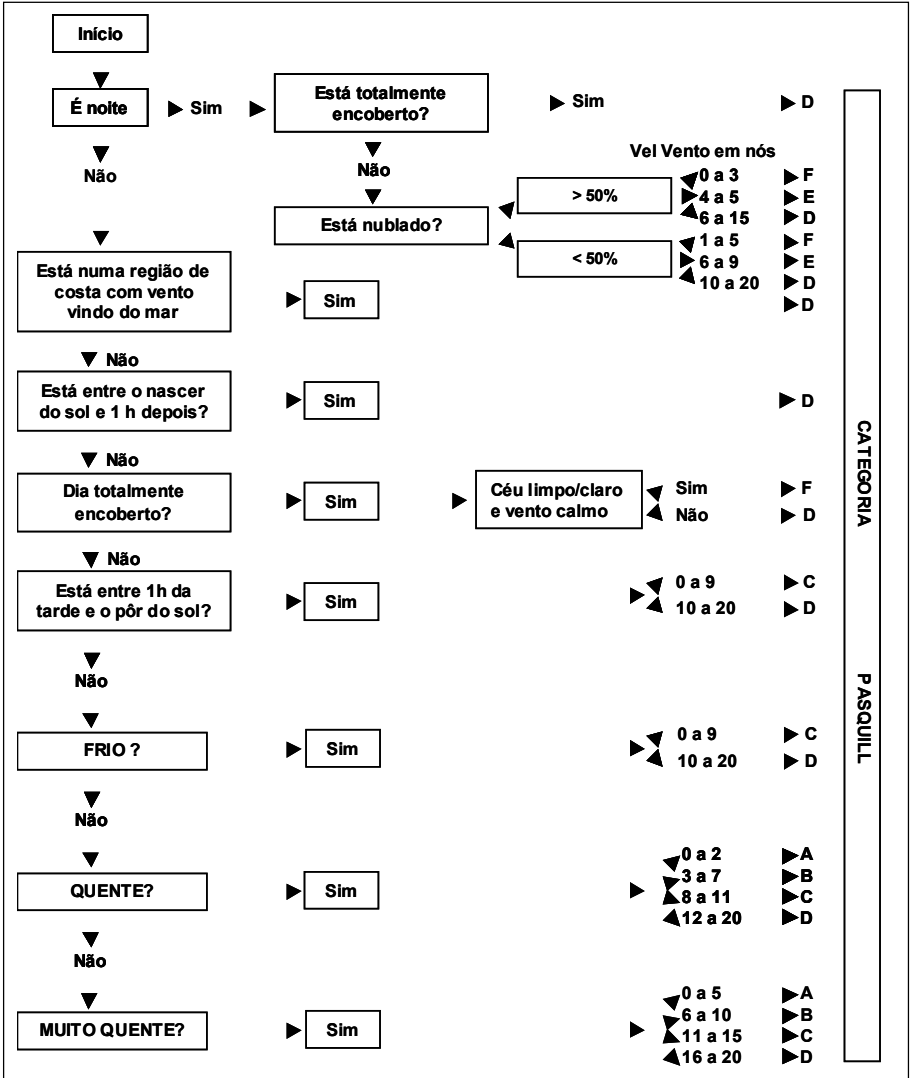 Início
É noite
Sim
Está totalmente
encoberto?
Sim
D
Não
Não
Vel Vento em nós
Está nublado?
> 50%
0 a 3
F
4 a 5
E
6 a 15
D
< 50%
1 a 5
F
6 a 9
E
10 a 20
D
D
Está numa região de
costa com vento
vindo do mar
Sim
Não
Está entre o nascer
do sol e 1 h depois?
Sim
D
Não
Dia totalmente
encoberto?
Sim
Céu limpo/claro
e vento calmo
Sim
F
Não
D
Não
Está entre 1h da
tarde e o pôr do sol?
Sim
0 a 9
C
10 a 20
D
Não
FRIO ?
Sim
0 a 9
C
10 a 20
D
Não
QUENTE?
Sim
0 a 2
A
3 a 7
B
8 a 11
C
12 a 20
D
Não
MUITO QUENTE?
Sim
0 a 5
A
6 a 10
B
11 a 15
C
16 a 20
D
CATEGORIA PASQUILL